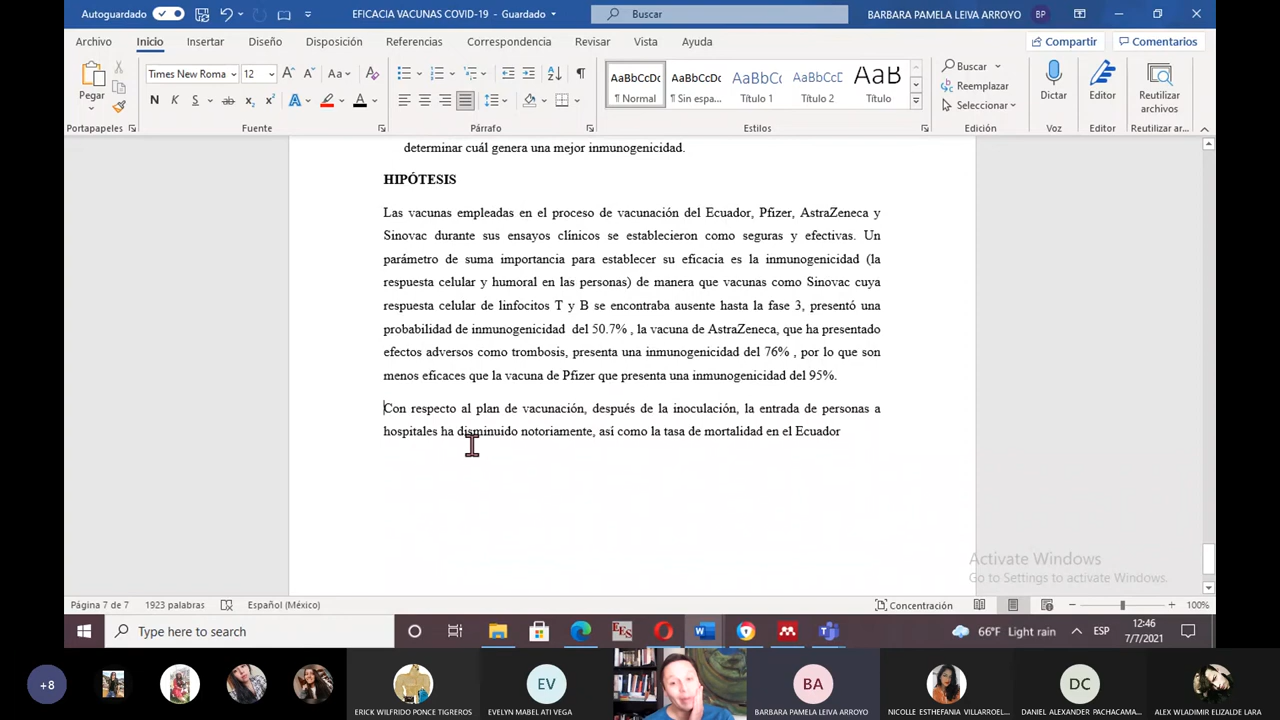 Autoguardado
EFICACIA VACUNAS COVID-19 - Guardado
Buscar
BARBARA PAMELA LEIVA ARROYO
BP
Archivo Inicio Insertar Diseño Disposición Referencias Correspondencia Revisar Vista Ayuda
Compartir Comentarios
Pegar
Times New Roma 12
N K S
AaBbCcDc AaBbCcDc AaBbCcD AaBbCcD AaB
¶ Normal ¶ Sin espa... Título 1 Título 2 Título
Buscar
Reemplazar
Seleccionar
Dictar
Editor
Reutilizar archivos
Portapapeles Fuente Párrafo Estilos Edición Voz Editor Reutilizar ar...
determinar cuál genera una mejor inmunogenicidad.
HIPÓTESIS
Las vacunas empleadas en el proceso de vacunación del Ecuador, Pfizer, AstraZeneca y
Sinovac durante sus ensayos clínicos se establecieron como seguras y efectivas. Un
parámetro de suma importancia para establecer su eficacia es la inmunogenicidad (la
respuesta celular y humoral en las personas) de manera que vacunas como Sinovac cuya
respuesta celular de linfocitos T y B se encontraba ausente hasta la fase 3, presentó una
probabilidad de inmunogenicidad del 50.7% , la vacuna de AstraZeneca, que ha presentado
efectos adversos como trombosis, presenta una inmunogenicidad del 76% , por lo que son
menos eficaces que la vacuna de Pfizer que presenta una inmunogenicidad del 95%.
Con respecto al plan de vacunación, después de la inoculación, la entrada de personas a
hospitales ha disminuido notoriamente, así como la tasa de mortalidad en el Ecuador
Activate Windows
Go to Settings to activate Windows.
Página 7 de 7 1923 palabras Español (México) Concentración 100%
Type here to search
66°F Light rain ESP
12:46
7/7/2021
+8
EV
BA
DC
ERICK WILFRIDO PONCE TIGREROS EVELYN MABEL ATI VEGA BARBARA PAMELA LEIVA ARROYO NICOLLE ESTHEFANIA VILLARROEL... DANIEL ALEXANDER PACHACAMA... ALEX WLADIMIR ELIZALDE LARA